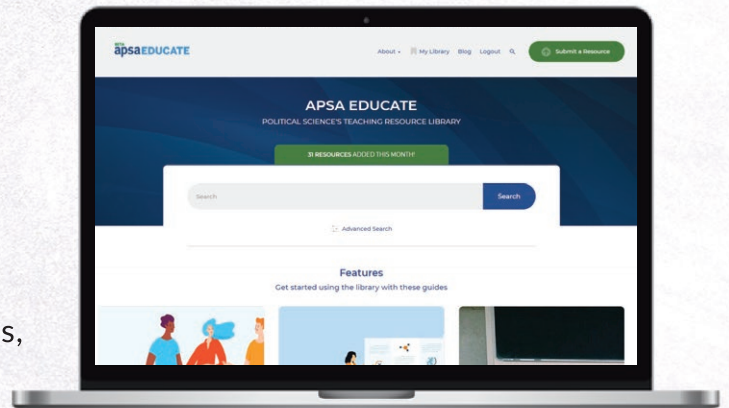 BETA
apsaEDUCATE
About My Library Blog Logout Submit a Resource
APSA EDUCATE
POLITICAL SCIENCE'S TEACHING RESOURCE LIBRARY
31 RESOURCES ADDED THIS MONTH!
Search Search
Advanced Search
Features
Get started using the library with these guides
s,